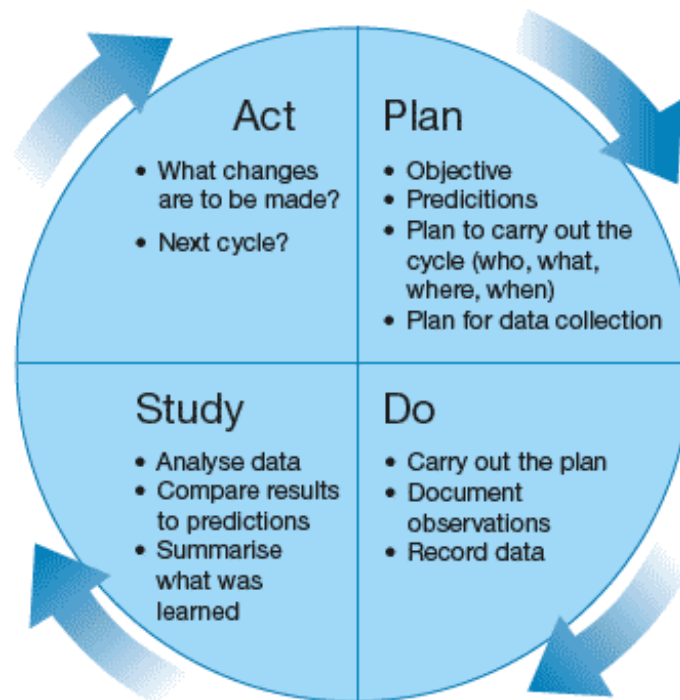 Act
• What changes
are to be made?
• Next cycle?
Plan
• Objective
• Predicitions
• Plan to carry out the
cycle (who, what,
where, when)
• Plan for data collection
Study
• Analyse data
• Compare results
to predictions
• Summarise
what was
learned
Do
• Carry out the plan
• Document
observations
• Record data